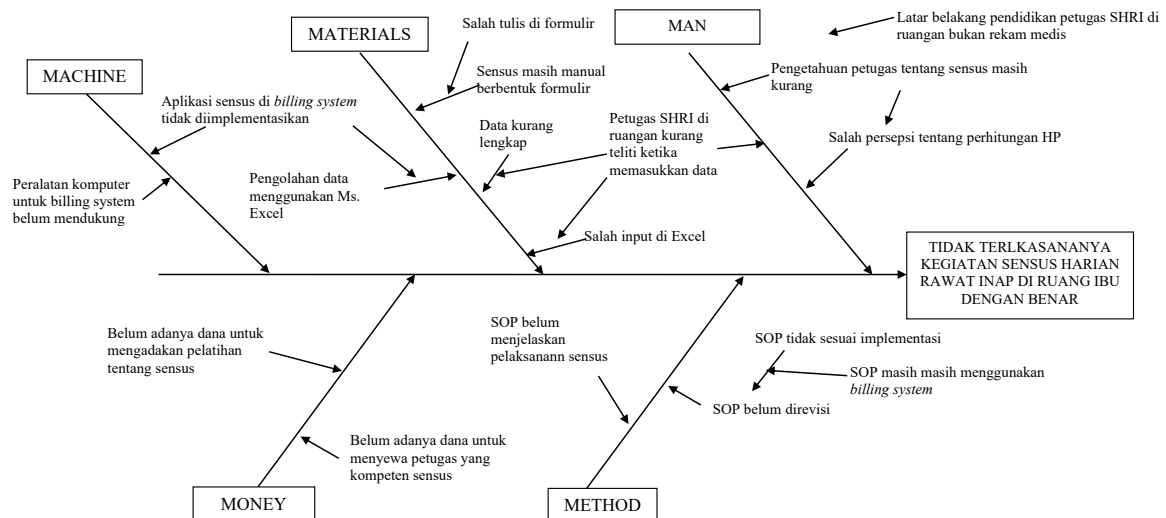 MATERIALS
Salah tulis di formulir
MAN
Latar belakang pendidikan petugas SHRI di
ruangan bukan rekam medis
MACHINE
Sensus masih manual
berbentuk formulir
Pengetahuan petugas tentang sensus masih
kurang
Aplikasi sensus di billing system
tidak diimplementasikan
Data kurang
lengkap
Petugas SHRI di
ruangan kurang
teliti ketika
memasukkan data
Salah persepsi tentang perhitungan HP
Peralatan komputer
untuk billing system
belum mendukung
Pengolahan data
menggunakan Ms.
Excel
Salah input di Excel
TIDAK TERLKASANANYA
KEGIATAN SENSUS HARIAN
RAWAT INAP DI RUANG IBU
DENGAN BENAR
Belum adanya dana untuk
mengadakan pelatihan
tentang sensus
SOP belum
menjelaskan
pelaksanann sensus
SOP tidak sesuai implementasi
SOP masih masih menggunakan
billing system
SOP belum direvisi
Belum adanya dana untuk
menyewa petugas yang
kompeten sensus
MONEY
METHOD